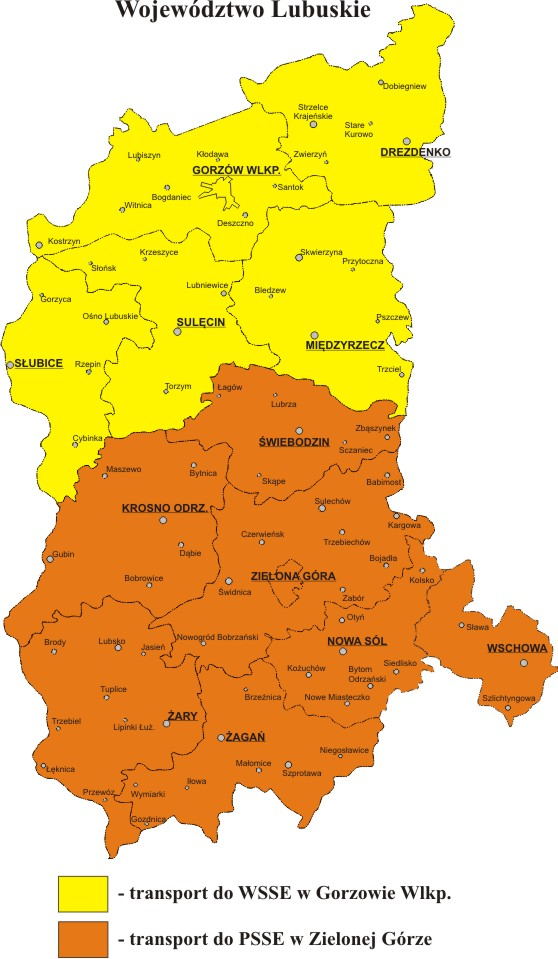 Województwo Lubuskie
Dobiegniew
Strzelce
Krajeńskie
Stare
Kurowo
DREZDENKO
Zwierzyń
Lubiszyn
Kłodawa
GORZÓW WLKP.
Santok
Bogdaniec
Witnica
Deszczno
Kostrzyn
Krzeszyce
Słońsk
Skwierzyna
Przytoczna
Lubniewice
Bledzew
Gorzyca
Ośno Lubuskie
SULĘCIN
Pszczew
MIĘDZYRZECZ
SŁUBICE
Rzepin
Trzciel
Torzym
Łagów
Lubrza
Zbąszynek
Cybinka
ŚWIEBODZIN
Sczaniec
Maszewo
Bytnica
Skąpe
Babimost
KROSNO ODRZ.
Sulechów
Kargowa
Czerwieńsk
Trzebiechów
Gubin
Dąbie
Bojadła
Bobrowice
ZIELONA GÓRA
Kolsko
Świdnica
Zabór
Otyń
Sława
Brody
Lubsko
Jasień
Nowogród Bobrzański
NOWA SÓL
WSCHOWA
Kożuchów
Bytom
Odrzański
Siedlisko
Tuplice
Brzeźnica
Nowe Miasteczko
Szlichtyngowa
Trzebiel
Lipinki Łuż.
ŻARY
ŻAGAŃ
Niegosławice
Łęknica
Małomice
Szprotawa
Przewóz
Wymiarki
Iłowa
Gozdnica
- transport do WSSE w Gorzowie Wlkp.
- transport do PSSE w Zielonej Górze